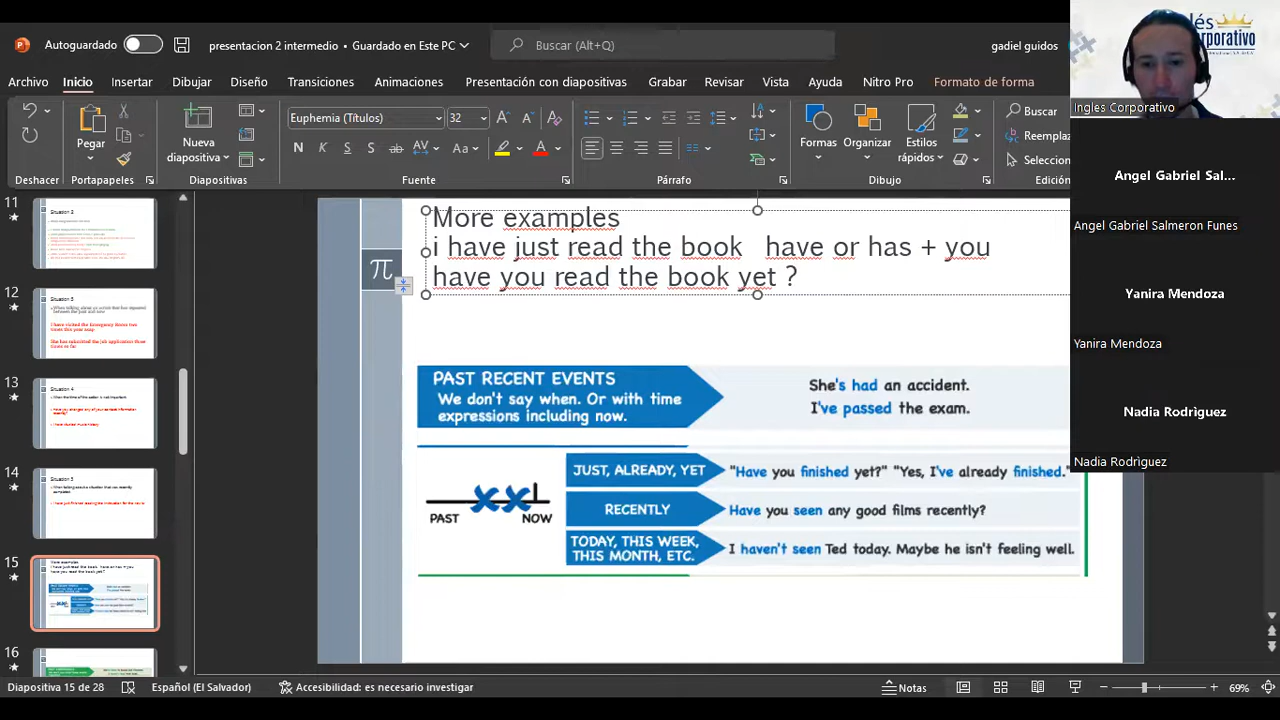 Autoguardado
presentacion 2 intermedio • Guardado en Este PC
Buscar (Alt+Q)
gadiel guidos
Archivo Inicio Insertar Dibujar Diseño Transiciones Animaciones Presentación con diapositivas Grabar Revisar Vista Ayuda Nitro Pro Formato de forma
Pegar
Nueva
diapositiva
Euphemia (Títulos) 32
N K S S ab AV Aa A
Formas Organizar Estilos
rápidos
Buscar
Reempla
Seleccion
Deshacer Portapapeles Diapositivas Fuente Párrafo Dibujo Edición
Ingles Corporativo
Angel Gabriel Sal...
Angel Gabriel Salmeron Funes
Yanira Mendoza
Yanira Mendoza
Nadia Rodriguez
Nadia Rodriguez
11
12
13
14
15
16
More examples
i have just read the book have or has + you
have you read the book yet ?
π
PAST RECENT EVENTS
We don't say when. Or with time
expressions including now.
She's had an accident.
I've passed the exam.
JUST, ALREADY, YET
"Have you finished yet?" "Yes, I've already finished."
RECENTLY
Have you seen any good films recently?
TODAY, THIS WEEK,
THIS MONTH, ETC.
I haven't seen Ted today. Maybe he isn't feeling well.
PAST NOW
Diapositiva 15 de 28 Español (El Salvador) Accesibilidad: es necesario investigar Notas 69%